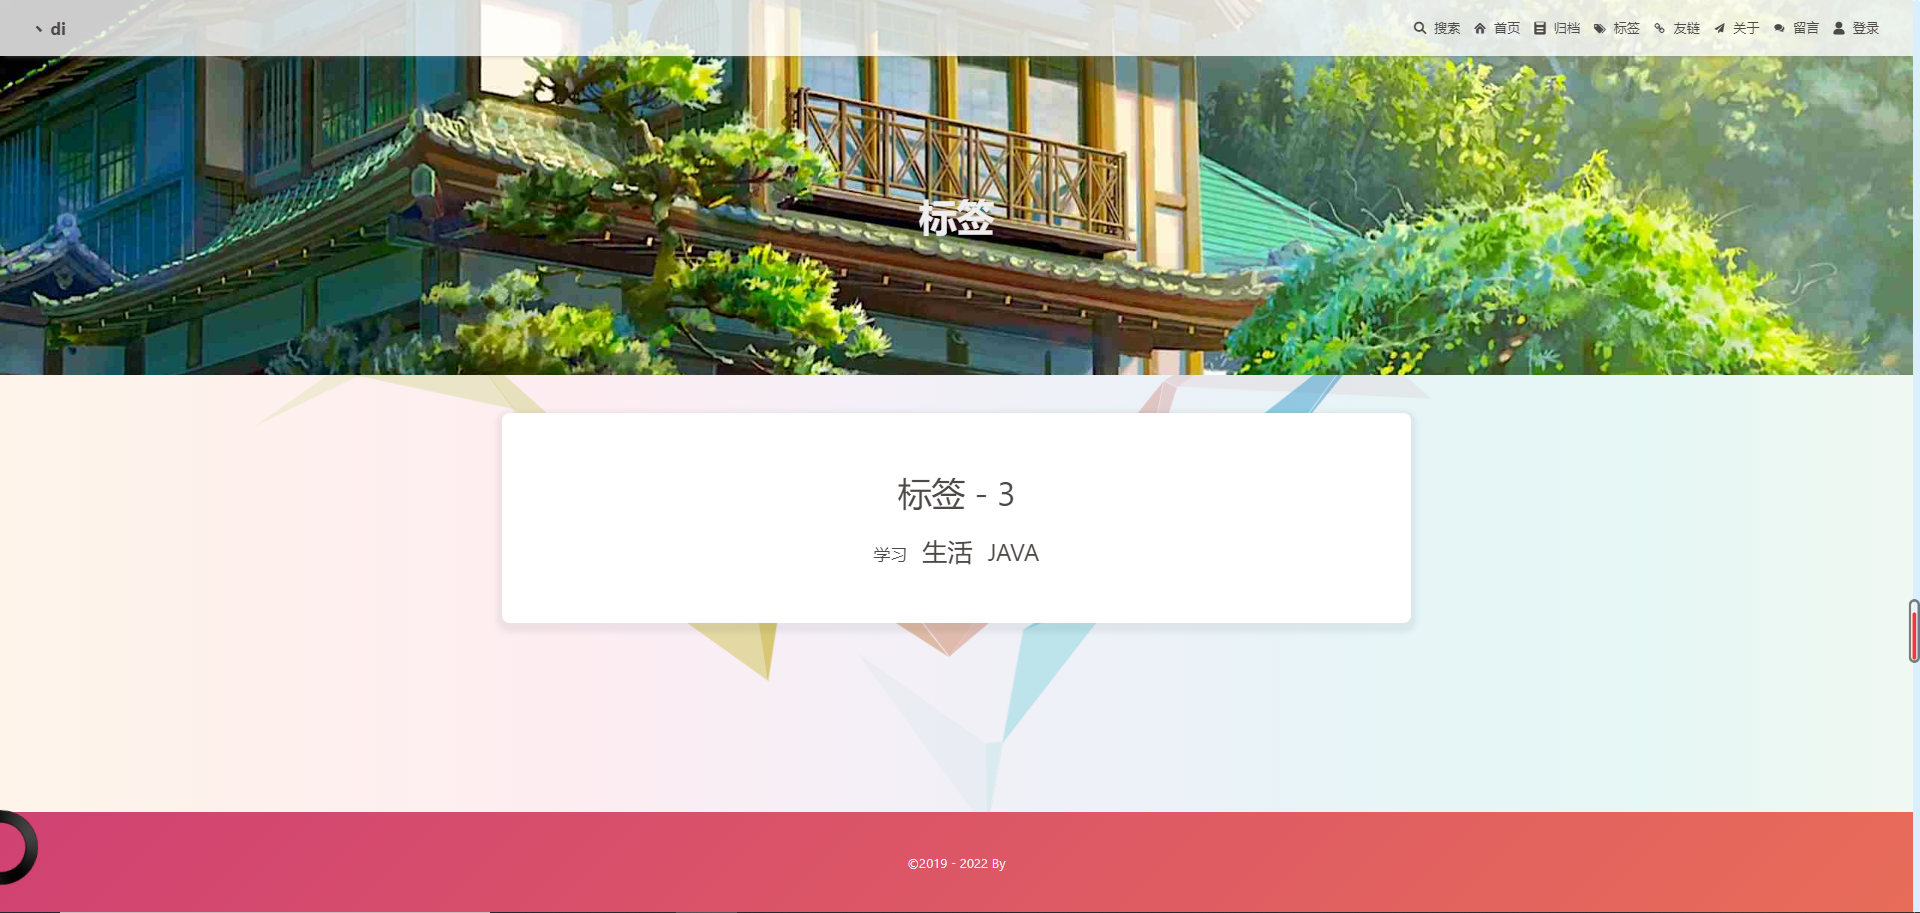 丶 di
搜索 首页 归档 标签 友链 关于 留言 登录
标签
标签 - 3
学习 生活 JAVA
©2019 - 2022 By